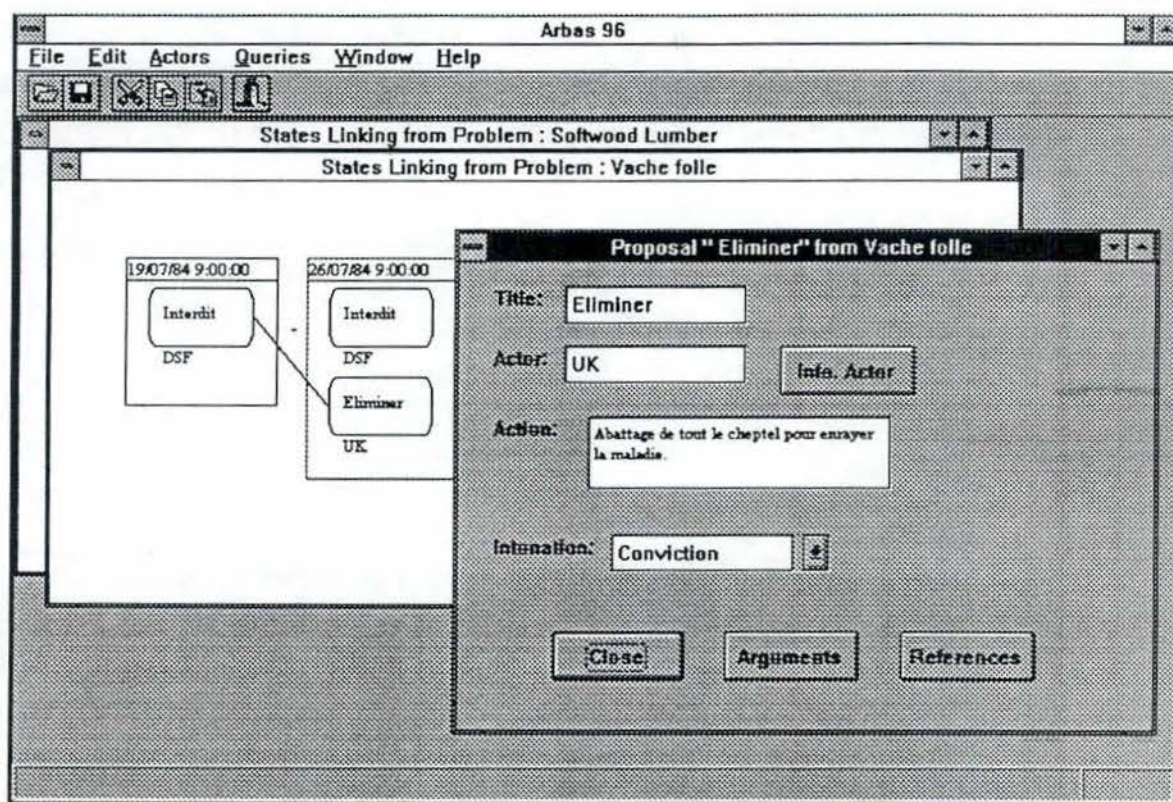 Arbas 96
File Edit Actors Queries Window Help
States Linking from Problem : Softwood Lumber
States Linking from Problem : Vache folle
19/07/84 9:00:00
Interdit
DSF
26/07/84 9:00:00
Interdit
DSF
Eliminer
UK
Proposal " Eliminer" from Vache folle
Title: Eliminer
Actor: UK Info. Actor
Action: Abattage de tout le cheptel pour enrayer
la maladie.
Intonation: Conviction
Close Arguments References